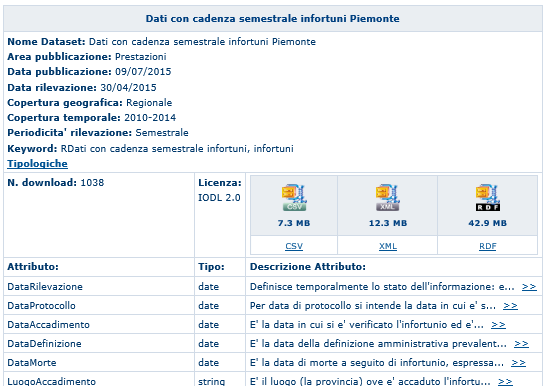 Dati con cadenza semestrale infortuni Piemonte
Nome Dataset: Dati con cadenza semestrale infortuni Piemonte
Area pubblicazione: Prestazioni
Data pubblicazione: 09/07/2015
Data rilevazione: 30/04/2015
Copertura geografica: Regionale
Copertura temporale: 2010-2014
Periodicita' rilevazione: Semestrale
Keyword: RDati con cadenza semestrale infortuni, infortuni
Tipologiche
N. download: 1038
Licenza:
IODL 2.0
CSV XML RDF
7.3 MB 12.3 MB 42.9 MB
CSV XML RDF
Attributo: Tipo: Descrizione Attributo:
DataRilevazione date Definisce temporalmente lo stato dell'informazione: e... >>
DataProtocollo date Per data di protocollo si intende la data in cui e' s... >>
DataAccadimento date E' la data in cui si e' verificato l'infortunio ed e'... >>
DataDefinizione date E' la data della definizione amministrativa prevalent... >>
DataMorte date E' la data di morte a seguito di infortunio, espressa... >>
LuogoAccadimento string E' il luogo (la provincia) ove e' accaduto l'infortu... >>